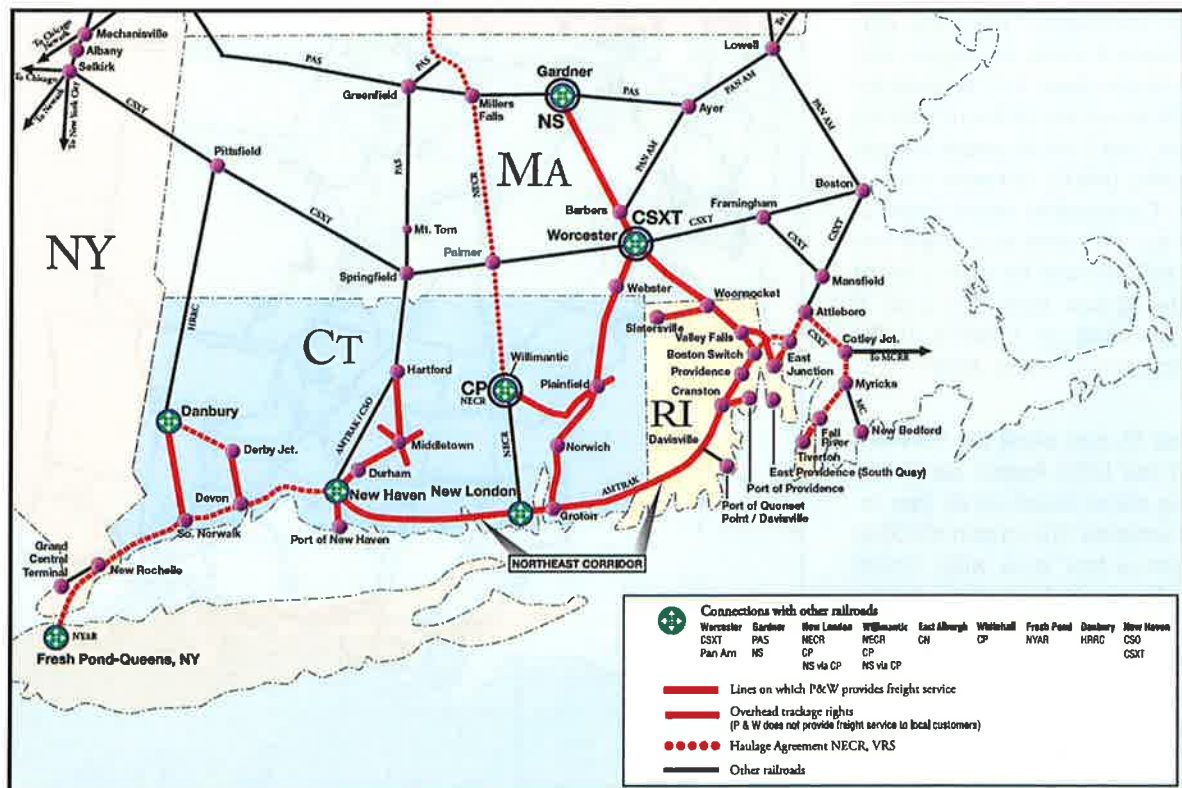 To Chicago
Newark
Mechanicsville
Albany
Selkirk
To Chicago
To Newark
To New York City
CSXT
Pittsfield
CSXT
HRRC
NY
PAS
PAS
Greenfield
PAS
Mt. Tom
Springfield
Millers
Falls
NECR
Palmer
Gardner
NS
PAS
Ayer
PAN AM
Lowell
PAN AM
PAN AM
MA
Barbers
CSXT
Worcester
CSXT
Framingham
Boston
CSXT
CSXT
Mansfield
Webster
Woonsocket
Slatersville
Attleboro
CSXT
Valley Falls
Boston Switch
East
Junction
Cotley Jct.
To MCRR
Providence
Cranston
Myricks
MC
New Bedford
Fall
River
Tiverton
RI
Davisville
East Providence (South Quay)
Port of Providence
Port of Quonset
Point / Davisville
CT
Hartford
AMTRAK / CSO
Middletown
Durham
Willimantic
CP
NECR
NECR
Plainfield
Norwich
Danbury
Derby Jct.
Devon
So. Norwalk
New Haven
Port of New Haven
New London
Groton
AMTRAK
NORTHEAST CORRIDOR
Grand
Central
Terminal
New Rochelle
NYAR
Fresh Pond-Queens, NY
Connections with other railroads
Worcester Gardner New London Willimantic East Alburgh Whitehall Fresh Pond Danbury New Haven
CSXT PAS NECR NECR CN CP NYAR HRRC CSO
Pan Am NS CP CP CSXT
NS via CP NS via CP
Lines on which P&W provides freight service
Overhead trackage rights
(P & W does not provide freight service to local customers)
Haulage Agreement NECR, VRS
Other railroads